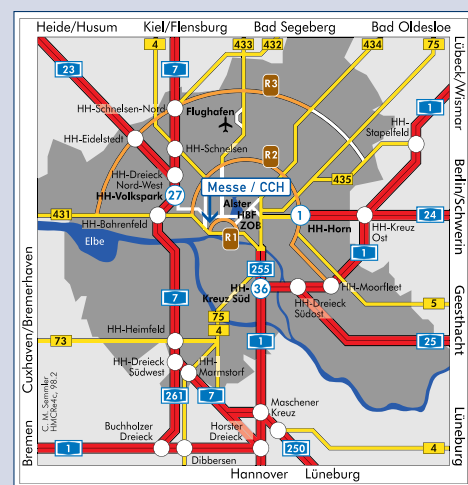 Heide/Husum
Kiel/Flensburg
Bad Segeberg
Bad Oldesloe
4
433
432
434
75
23
7
R3
Lübeck/Wismar
HH-Schnelsen-Nord
Flughafen
1
HH-Stapelfeld
HH-Eidelstedt
HH-Schnelsen
R2
HH-Dreieck
Nord-West
HH-Volkspark
27
Messe / CCH
435
Berlin/Schwerin
431
HH-Bahrenfeld
Alster
HBF
ZOB
1
HH-Horn
24
HH-Kreuz
Ost
Elbe
R1
1
255
HH-
Kreuz Süd
36
HH-Moorfleet
Geesthacht
7
75
4
HH-Dreieck
Südost
5
Cuxhaven/Bremerhaven
73
HH-Heimfeld
1
25
HH-Dreieck
Südwest
HH-
Marmstorf
C. M. Semmler
HMCRe4c, 98.2
261
7
Maschener
Kreuz
Buchholzer
Dreieck
Horster
Dreieck
Lüneburg
Bremen
1
Dibbersen
250
4
Hannover
Lüneburg